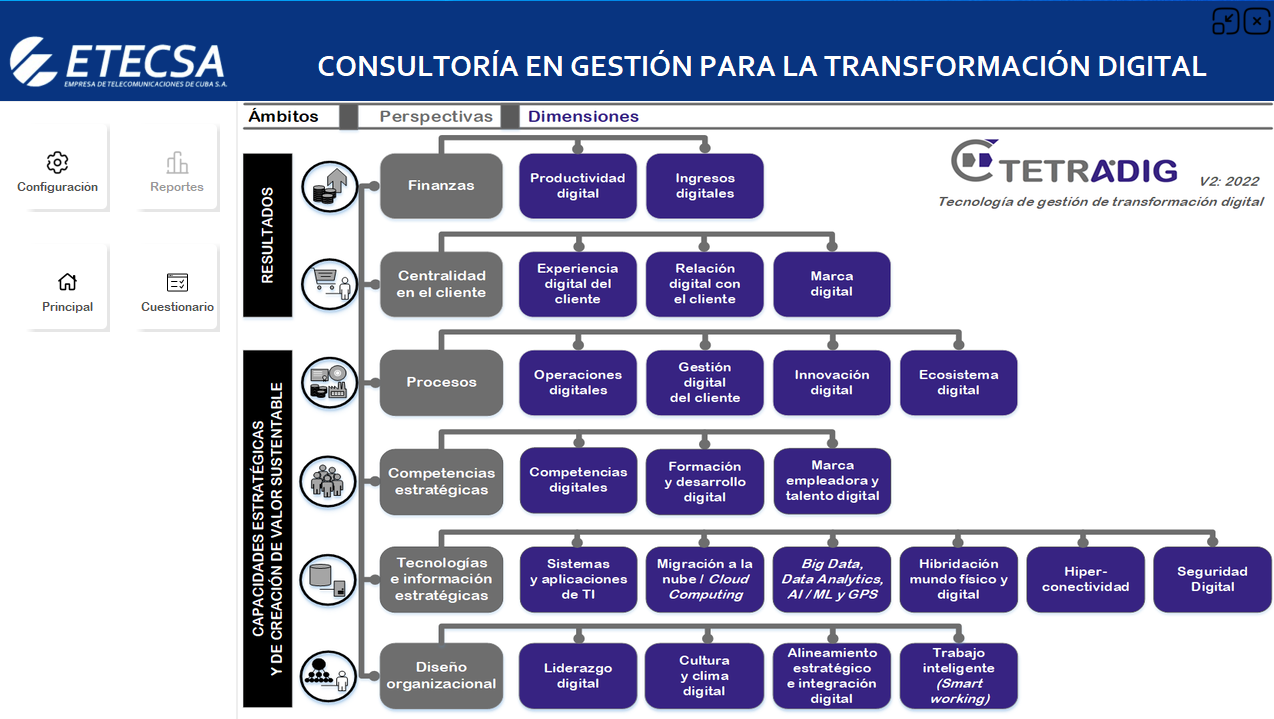 ETECSA
EMPRESA DE TELECOMUNICACIONES DE CUBA S.A.
CONSULTORÍA EN GESTIÓN PARA LA TRANSFORMACIÓN DIGITAL
Configuración
Reportes
Principal
Cuestionario
Ámbitos
Perspectivas
Dimensiones
TETRADIG
V2: 2022
Tecnología de gestión de transformación digital
RESULTADOS
Finanzas
Productividad
digital
Ingresos
digitales
Centralidad
en el cliente
Experiencia
digital del
cliente
Relación
digital con
el cliente
Marca
digital
CAPACIDADES ESTRATÉGICAS
Y DE CREACIÓN DE VALOR SUSTENTABLE
Procesos
Operaciones
digitales
Gestión
digital
del cliente
Innovación
digital
Ecosistema
digital
Competencias
estratégicas
Competencias
digitales
Formación
y desarrollo
digital
Marca
empleadora y
talento digital
Tecnologías
e información
estratégicas
Sistemas
y aplicaciones
de TI
Migración a la
nube / Cloud
Computing
Big Data,
Data Analytics,
AI / ML y GPS
Hibridación
mundo físico y
digital
Hiper-
conectividad
Seguridad
Digital
Diseño
organizacional
Liderazgo
digital
Cultura
y clima
digital
Alineamiento
estratégico
e integración
digital
Trabajo
inteligente
(Smart
working)